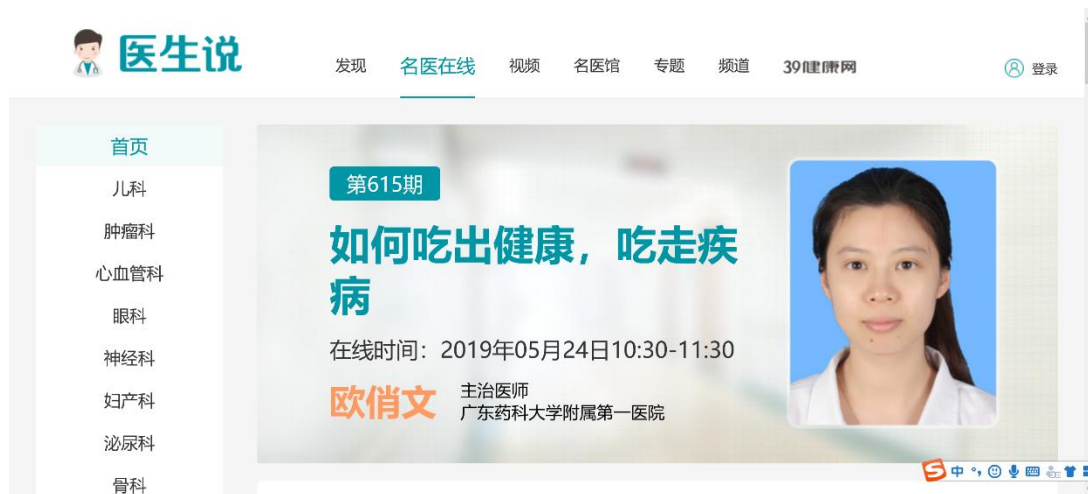 医生说
发现 名医在线 视频 名医馆 专题 频道 39健康网 登录
首页
儿科
肿瘤科
心血管科
眼科
神经科
妇产科
泌尿科
骨科
第615期
如何吃出健康，吃走疾
病
在线时间：2019年05月24日10:30-11:30
欧俏文
主治医师
广东药科大学附属第一医院
中